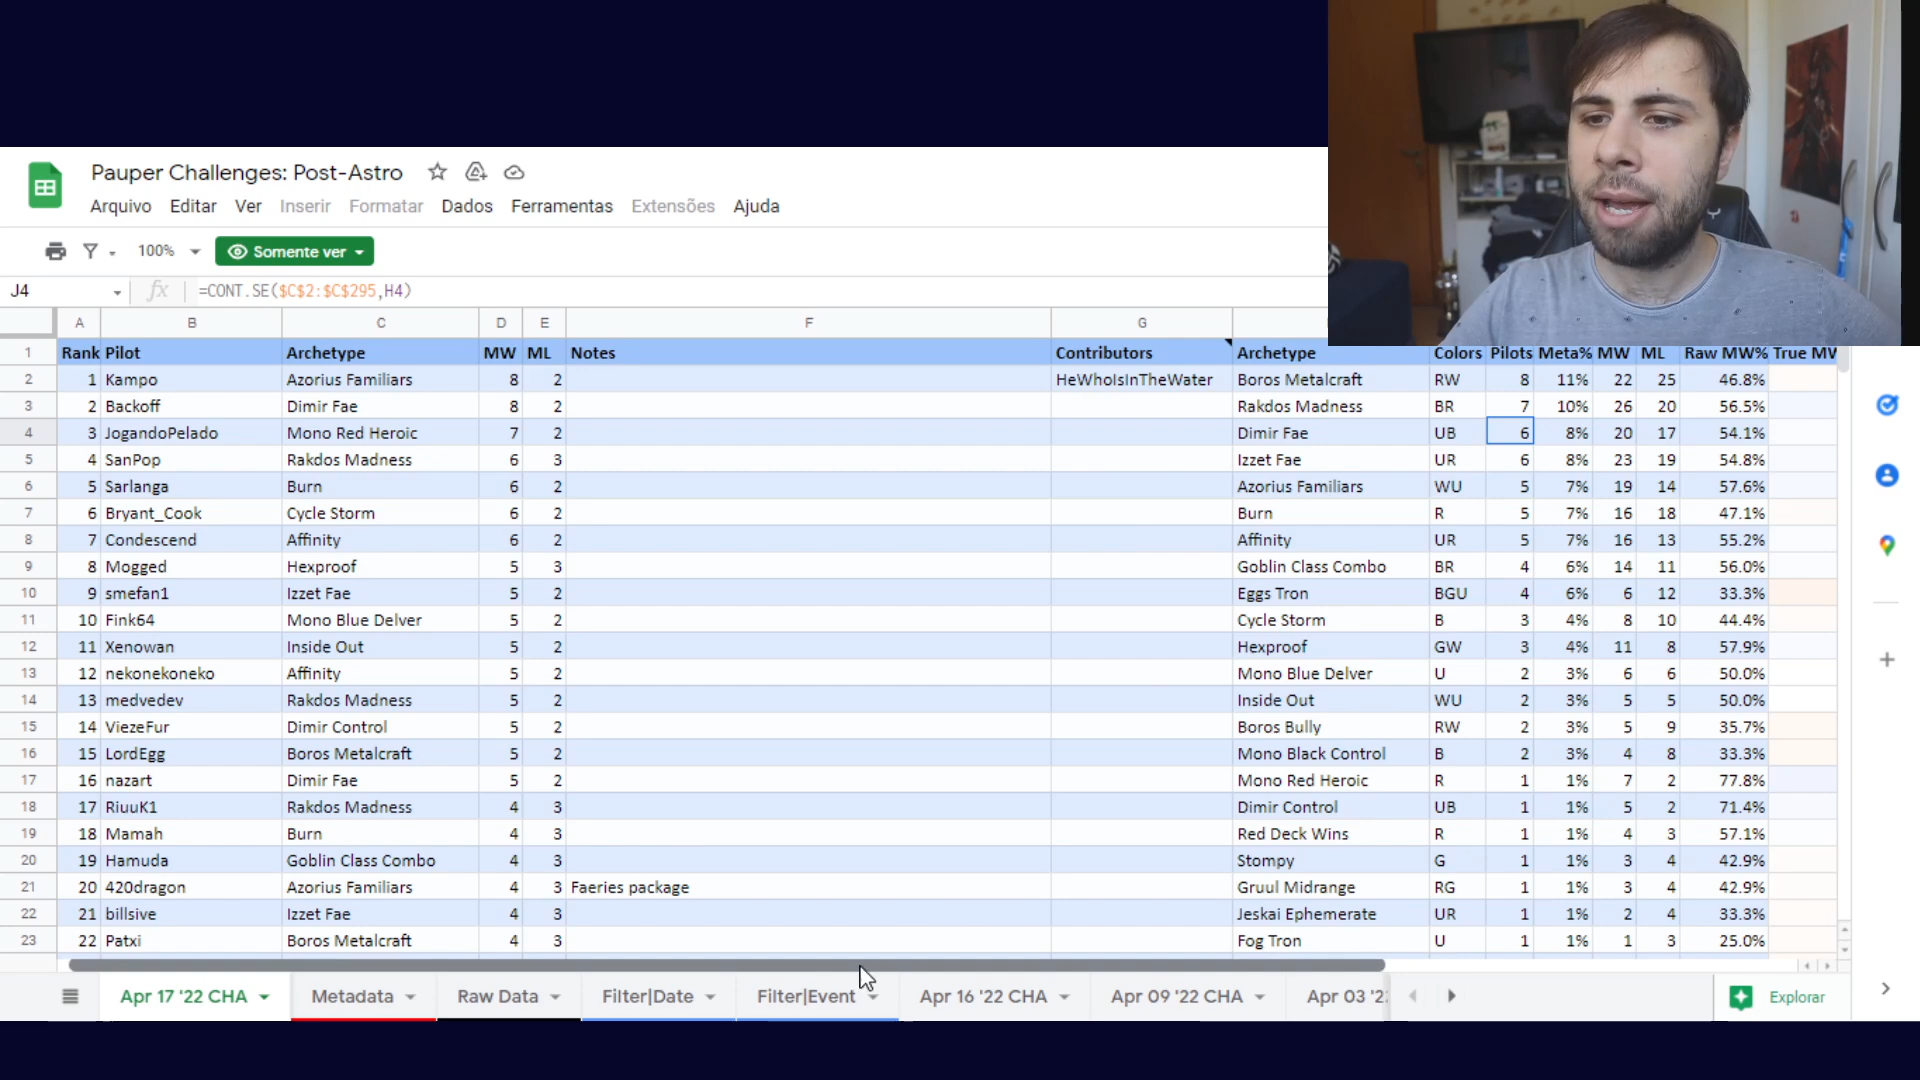 Pauper Challenges: Post-Astro
Arquivo Editar Ver Inserir Formatar Dados Ferramentas Extensões Ajuda
100% Somente ver
J4 fx =CONT.SE($C$2:$C$295,H4)
A B C D E F G
1 Rank Pilot Archetype MW ML Notes Contributors Archetype Colors Pilots Meta% MW ML Raw MW% True MW
2 1 Kampo Azorius Familiars 8 2 HeWhoIsInTheWater Boros Metalcraft RW 8 11% 22 25 46.8%
3 2 Backoff Dimir Fae 8 2 Rakdos Madness BR 7 10% 26 20 56.5%
4 3 JogandoPelado Mono Red Heroic 7 2 Dimir Fae UB 6 8% 20 17 54.1%
5 4 SanPop Rakdos Madness 6 3 Izzet Fae UR 6 8% 23 19 54.8%
6 5 Sarlanga Burn 6 2 Azorius Familiars WU 5 7% 19 14 57.6%
7 6 Bryant_Cook Cycle Storm 6 2 Burn R 5 7% 16 18 47.1%
8 7 Condescend Affinity 6 2 Affinity UR 5 7% 16 13 55.2%
9 8 Mogged Hexproof 5 3 Goblin Class Combo BR 4 6% 14 11 56.0%
10 9 smefan1 Izzet Fae 5 2 Eggs Tron BGU 4 6% 6 12 33.3%
11 10 Fink64 Mono Blue Delver 5 2 Cycle Storm B 3 4% 8 10 44.4%
12 11 Xenowan Inside Out 5 2 Hexproof GW 3 4% 11 8 57.9%
13 12 nekonekoneko Affinity 5 2 Mono Blue Delver U 2 3% 6 6 50.0%
14 13 medvedev Rakdos Madness 5 2 Inside Out WU 2 3% 5 5 50.0%
15 14 ViezeFur Dimir Control 5 2 Boros Bully RW 2 3% 5 9 35.7%
16 15 LordEgg Boros Metalcraft 5 2 Mono Black Control B 2 3% 4 8 33.3%
17 16 nazart Dimir Fae 5 2 Mono Red Heroic R 1 1% 7 2 77.8%
18 17 RiuuK1 Rakdos Madness 4 3 Dimir Control UB 1 1% 5 2 71.4%
19 18 Mamah Burn 4 3 Red Deck Wins R 1 1% 4 3 57.1%
20 19 Hamuda Goblin Class Combo 4 3 Stompy G 1 1% 3 4 42.9%
21 20 420dragon Azorius Familiars 4 3 Faeries package Gruul Midrange RG 1 1% 3 4 42.9%
22 21 billsive Izzet Fae 4 3 Jeskai Ephemerate UR 1 1% 2 4 33.3%
23 22 Patxi Boros Metalcraft 4 3 Fog Tron U 1 1% 1 3 25.0%
Apr 17 '22 CHA Metadata Raw Data Filter|Date Filter|Event Apr 16 '22 CHA Apr 09 '22 CHA Apr 03 '2 Explorar